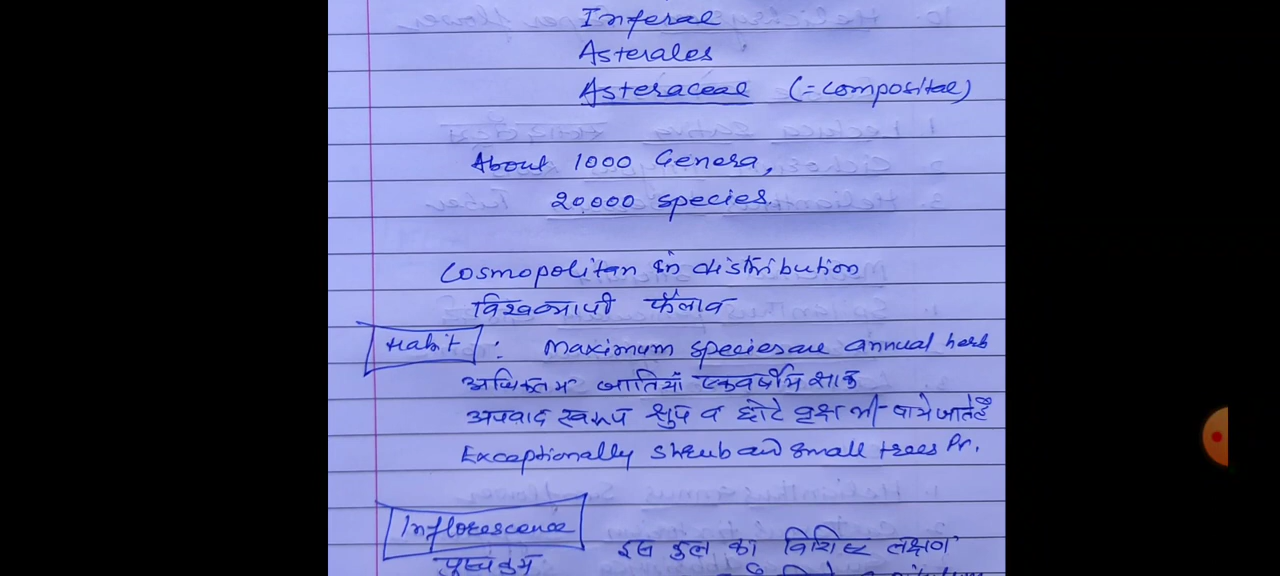 Inferae
Asterales
Asteraceae (= compositae)
About 1000 Genera,
20,000 species.
Cosmopolitan in distribution
विश्वव्यापी फैलाव
Habit : Maximum species are annual herb
अधिकतम जातियाँ एकवर्षीय शाक
अपवाद स्वरूप क्षुप व छोटे वृक्ष भी पाये जाते हैं
Exceptionally shrub and small trees Pr.
Inflorescence
पुष्पक्रम
इस कुल का विशिष्ट लक्षण